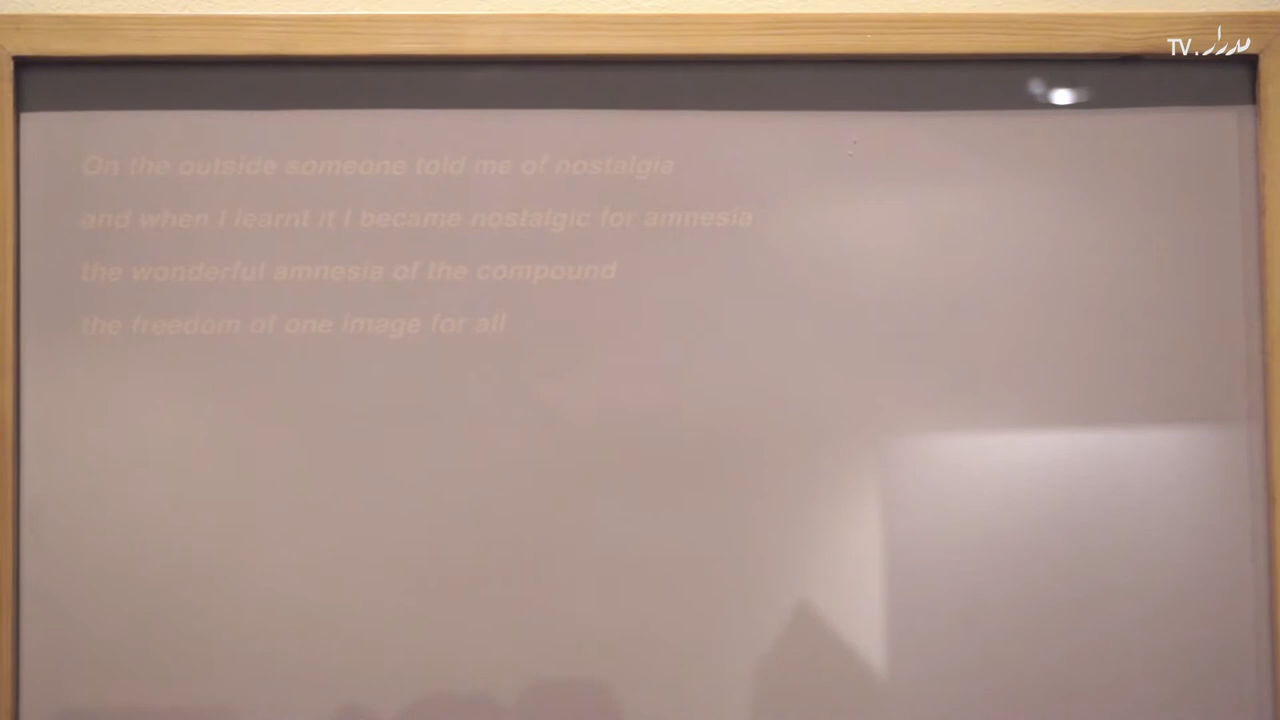 مدرار.TV
On the outside someone told me of nostalgia
and when I learnt it I became nostalgic for amnesia
the wonderful amnesia of the compound
the freedom of one image for all